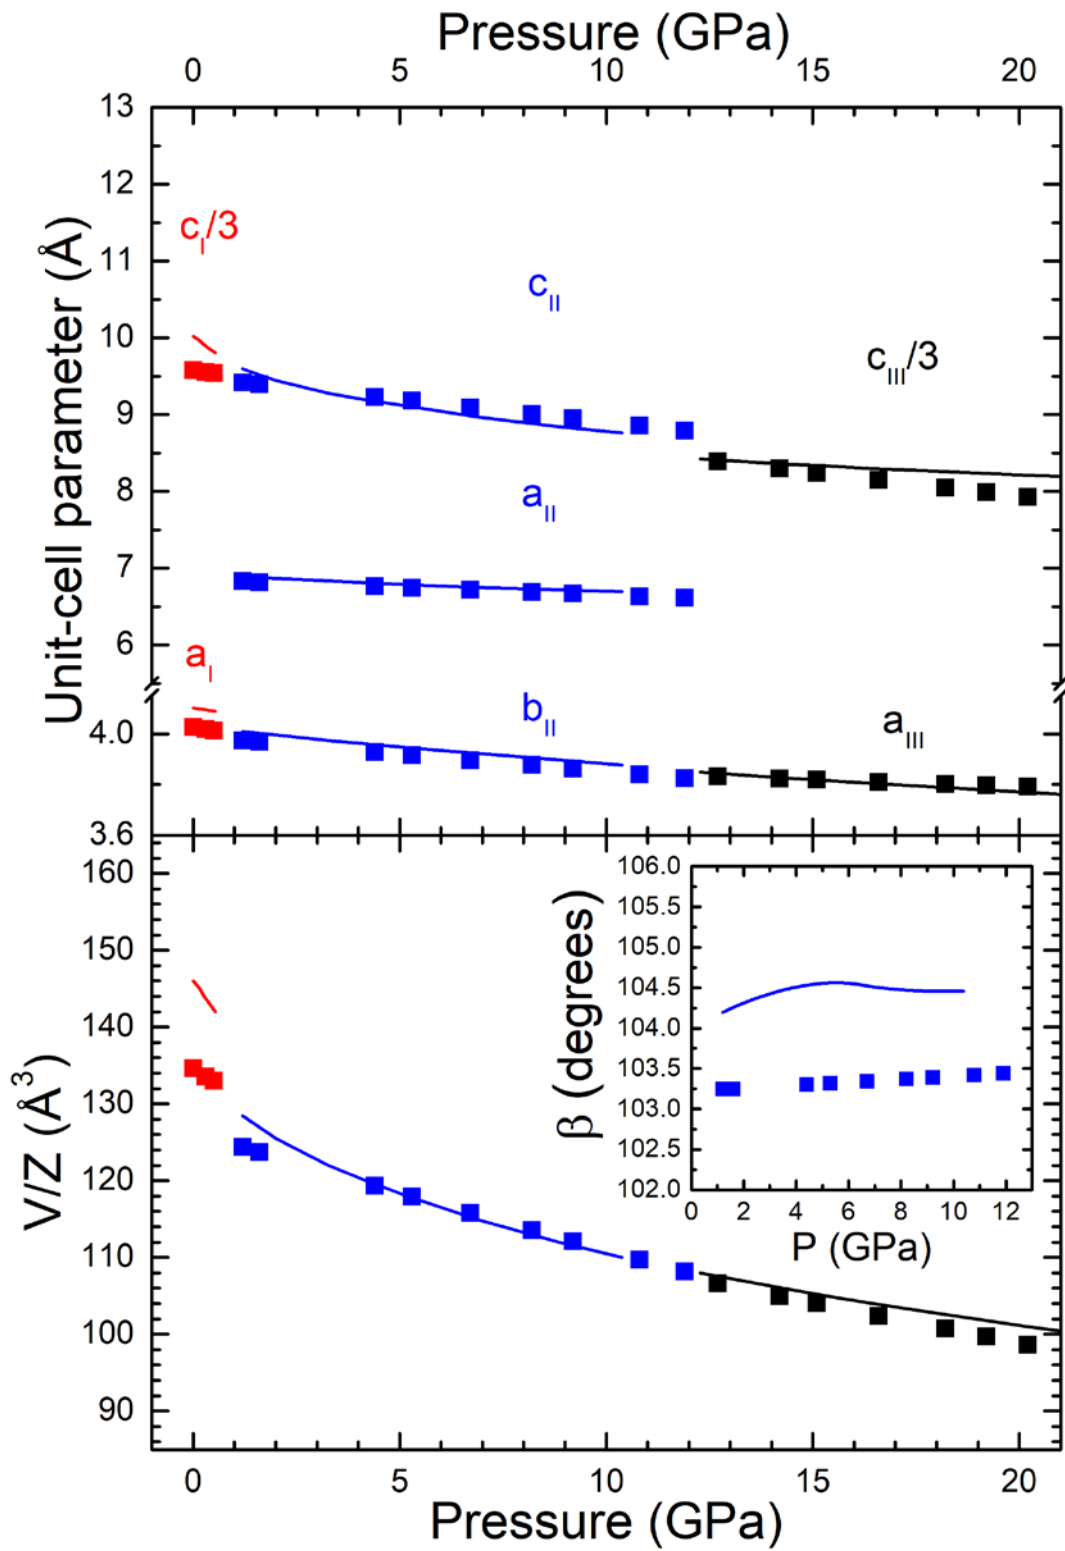 Pressure (GPa)
0 5 10 15 20
13
12
11
10
9
8
7
6
4.0
3.6
Unit-cell parameter (Å)
c_I/3
c_II
c_III/3
a_II
a_I
b_II
a_III
160
150
140
130
120
110
100
90
V/Z (Å³)
106.0
105.5
105.0
104.5
104.0
103.5
103.0
102.5
102.0
β (degrees)
0 2 4 6 8 10 12
P (GPa)
0 5 10 15 20
Pressure (GPa)